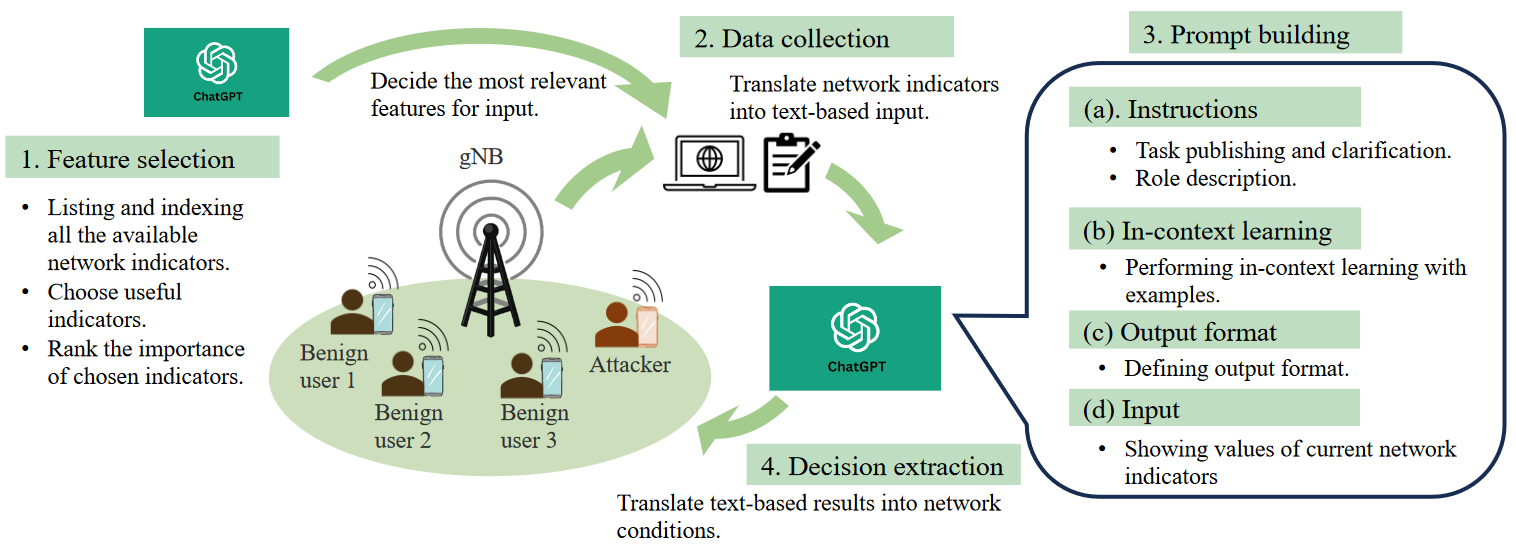 ChatGPT
1. Feature selection
• Listing and indexing
all the available
network indicators.
• Choose useful
indicators.
• Rank the importance
of chosen indicators.
Decide the most relevant
features for input.
gNB
Benign
user 1
Benign
user 2
Benign
user 3
Attacker
2. Data collection
Translate network indicators
into text-based input.
ChatGPT
3. Prompt building
(a). Instructions
• Task publishing and clarification.
• Role description.
(b) In-context learning
• Performing in-context learning with
examples.
(c) Output format
• Defining output format.
(d) Input
• Showing values of current network
indicators
4. Decision extraction
Translate text-based results into network
conditions.